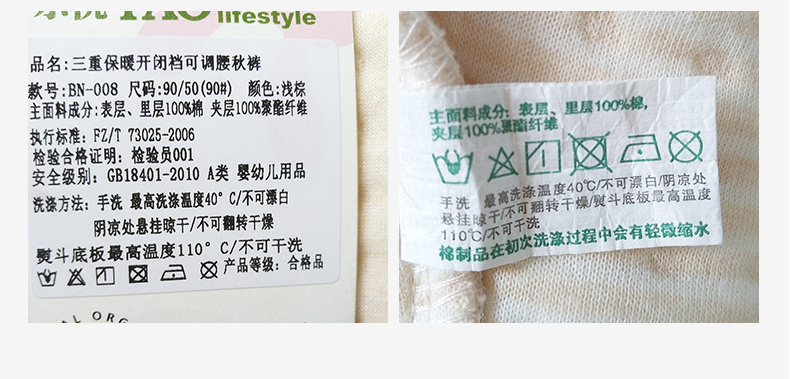 lifestyle
品名：三重保暖开闭档可调腰秋裤
款号：BN-008 尺码：90/50(90#) 颜色：浅棕
主面料成分：表层、里层100%棉 夹层100%聚酯纤维
执行标准：FZ/T 73025-2006
检验合格证明：检验员001
安全级别：GB18401-2010 A类 婴幼儿用品
洗涤方法：手洗 最高洗涤温度40°C/不可漂白
阴凉处悬挂晾干/不可翻转干燥
熨斗底板最高温度110°C/不可干洗
产品等级：合格品
主面料成分：表层、里层100%棉，
夹层100%聚酯纤维
手洗 最高洗涤温度40℃/不可漂白/阴凉处
悬挂晾干/不可翻转干燥/熨斗底板最高温度
110℃/不可干洗
棉制品在初次洗涤过程中会有轻微缩水